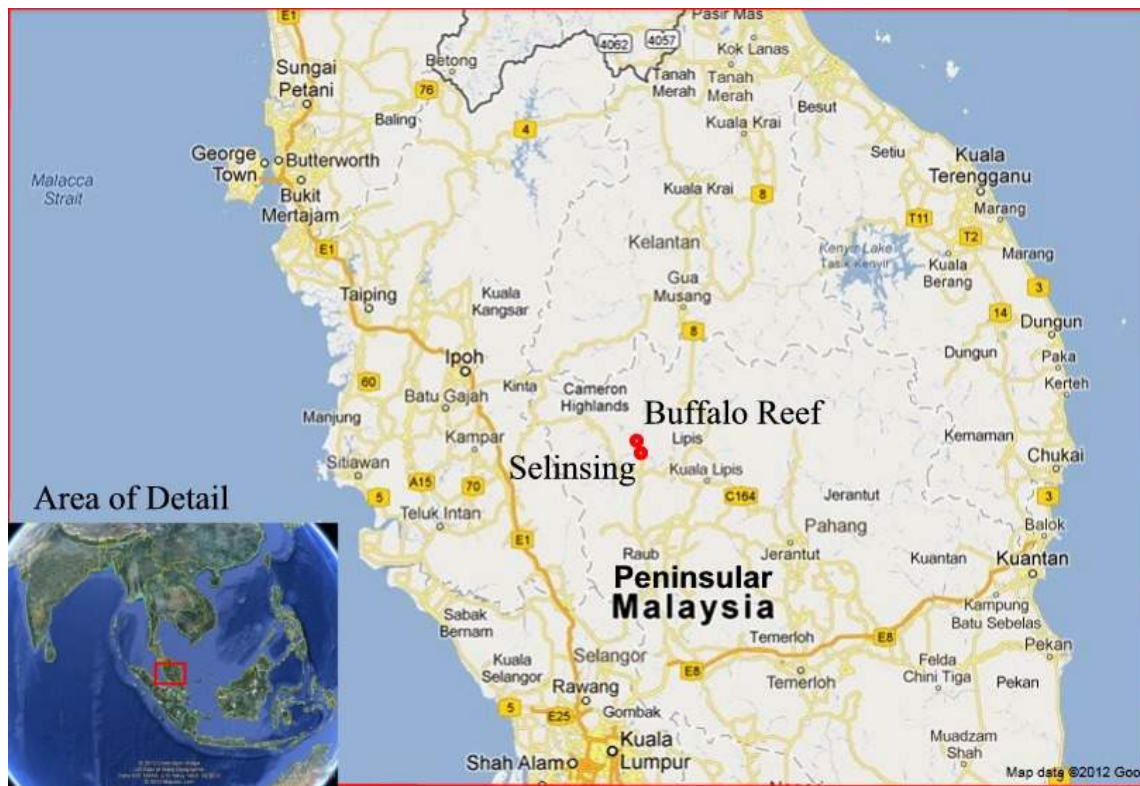 E1
Pasir Mas
4062
4057
Kok Lanas
Sungai
Petani
Betong
76
Tanah
Merah
Tanah
Merah
Besut
Baling
4
Kuala Krai
George
Town
Butterworth
Setiu
Kuala
Terengganu
Malacca
Strait
Bukit
Mertajam
Kuala Krai
8
Marang
T11
E1
Kelantan
T2
Kenyir Lake
Tasik Kenyir
Marang
Kuala
Berang
Taiping
Kuala
Kangsar
Gua
Musang
3
14
8
Dungun
Ipoh
Dungun
Paka
60
Kinta
Cameron
Highlands
Kerteh
Batu Gajah
Manjung
Buffalo Reef
Kampar
Lipis
Kemaman
Sitiawan
Selinsing
Kuala Lipis
Chukai
A15
70
5
C164
Jerantut
3
Area of Detail
Teluk Intan
Pahang
Balok
E1
Raub
Jerantut
Kuantan
Kuantan
Peninsular
Malaysia
Kampung
Batu Sebelas
Sabak
Bernam
Temerloh
E8
Pekan
Selangor
E8
Temerloh
Felda
Chini Tiga
Pekan
Kuala
Selangor
Rawang
5
E25
Gombak
Muadzam
Shah
Kuala
Lumpur
Shah Alam
Map data ©2012 Goo